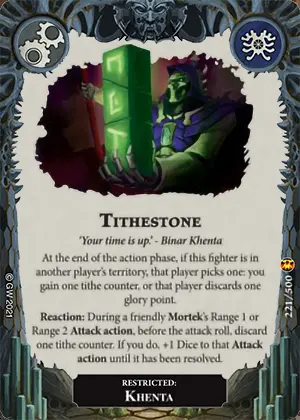 Tithestone
'Your time is up.' - Binar Khenta
At the end of the action phase, if this fighter is in
another player's territory, that player picks one: you
gain one tithe counter, or that player discards one
glory point.
Reaction: During a friendly Mortek's Range 1 or
Range 2 Attack action, before the attack roll, discard
one tithe counter. If you do, +1 Dice to that Attack
action until it has been resolved.
© GW 2021
221/500
RESTRICTED:
Khenta